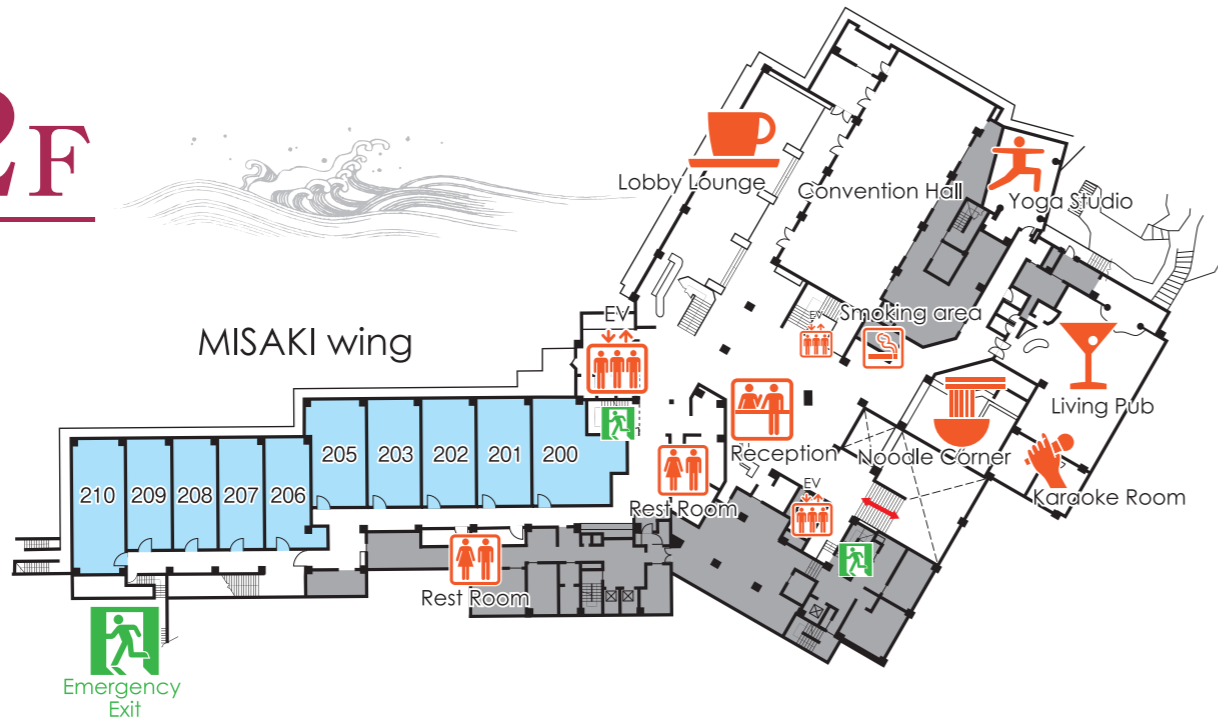 2F
Lobby Lounge
Convention Hall
Yoga Studio
MISAKI wing
EV
EV
Smoking area
Living Pub
Reception
Noodle Corner
Karaoke Room
Rest Room
EV
205
203
202
201
200
210
209
208
207
206
Rest Room
Emergency
Exit